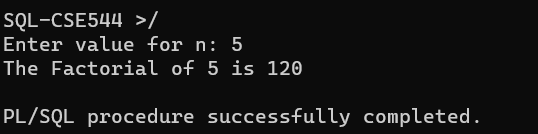 SQL-CSE544 >/
Enter value for n: 5
The Factorial of 5 is 120
PL/SQL procedure successfully completed.